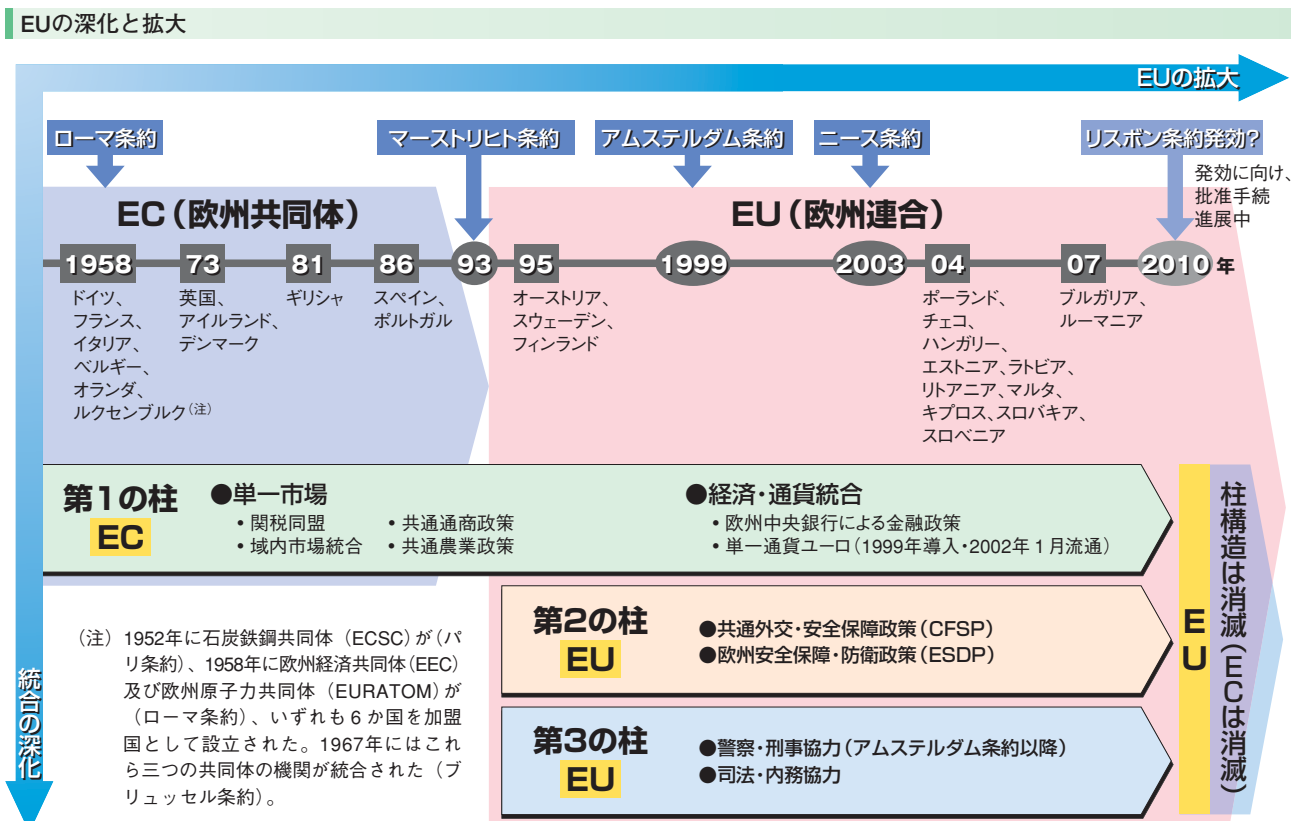 EUの深化と拡大
EUの拡大
ローマ条約
マーストリヒト条約
アムステルダム条約
ニース条約
リスボン条約発効?
発効に向け、
批准手続
進展中
EC(欧州共同体)
EU(欧州連合)
1958
73
81
86
93
95
1999
2003
04
07
2010 年
ドイツ、
フランス、
イタリア、
ベルギー、
オランダ、
ルクセンブルク(注)
英国、
アイルランド、
デンマーク
ギリシャ
スペイン、
ポルトガル
オーストリア、
スウェーデン、
フィンランド
ポーランド、
チェコ、
ハンガリー、
エストニア、ラトビア、
リトアニア、マルタ、
キプロス、スロバキア、
スロベニア
ブルガリア、
ルーマニア
第1の柱
EC
●単一市場
・関税同盟
・域内市場統合
・共通通商政策
・共通農業政策
●経済・通貨統合
・欧州中央銀行による金融政策
・単一通貨ユーロ(1999年導入・2002年1月流通)
第2の柱
EU
●共通外交・安全保障政策(CFSP)
●欧州安全保障・防衛政策(ESDP)
第3の柱
EU
●警察・刑事協力(アムステルダム条約以降)
●司法・内務協力
EU
柱構造は消滅(ECは消滅)
(注)1952年に石炭鉄鋼共同体(ECSC)が(パ
リ条約)、1958年に欧州経済共同体(EEC)
及び欧州原子力共同体(EURATOM)が
(ローマ条約)、いずれも6か国を加盟
国として設立された。1967年にはこれ
ら三つの共同体の機関が統合された(ブ
リュッセル条約)。
統合の深化